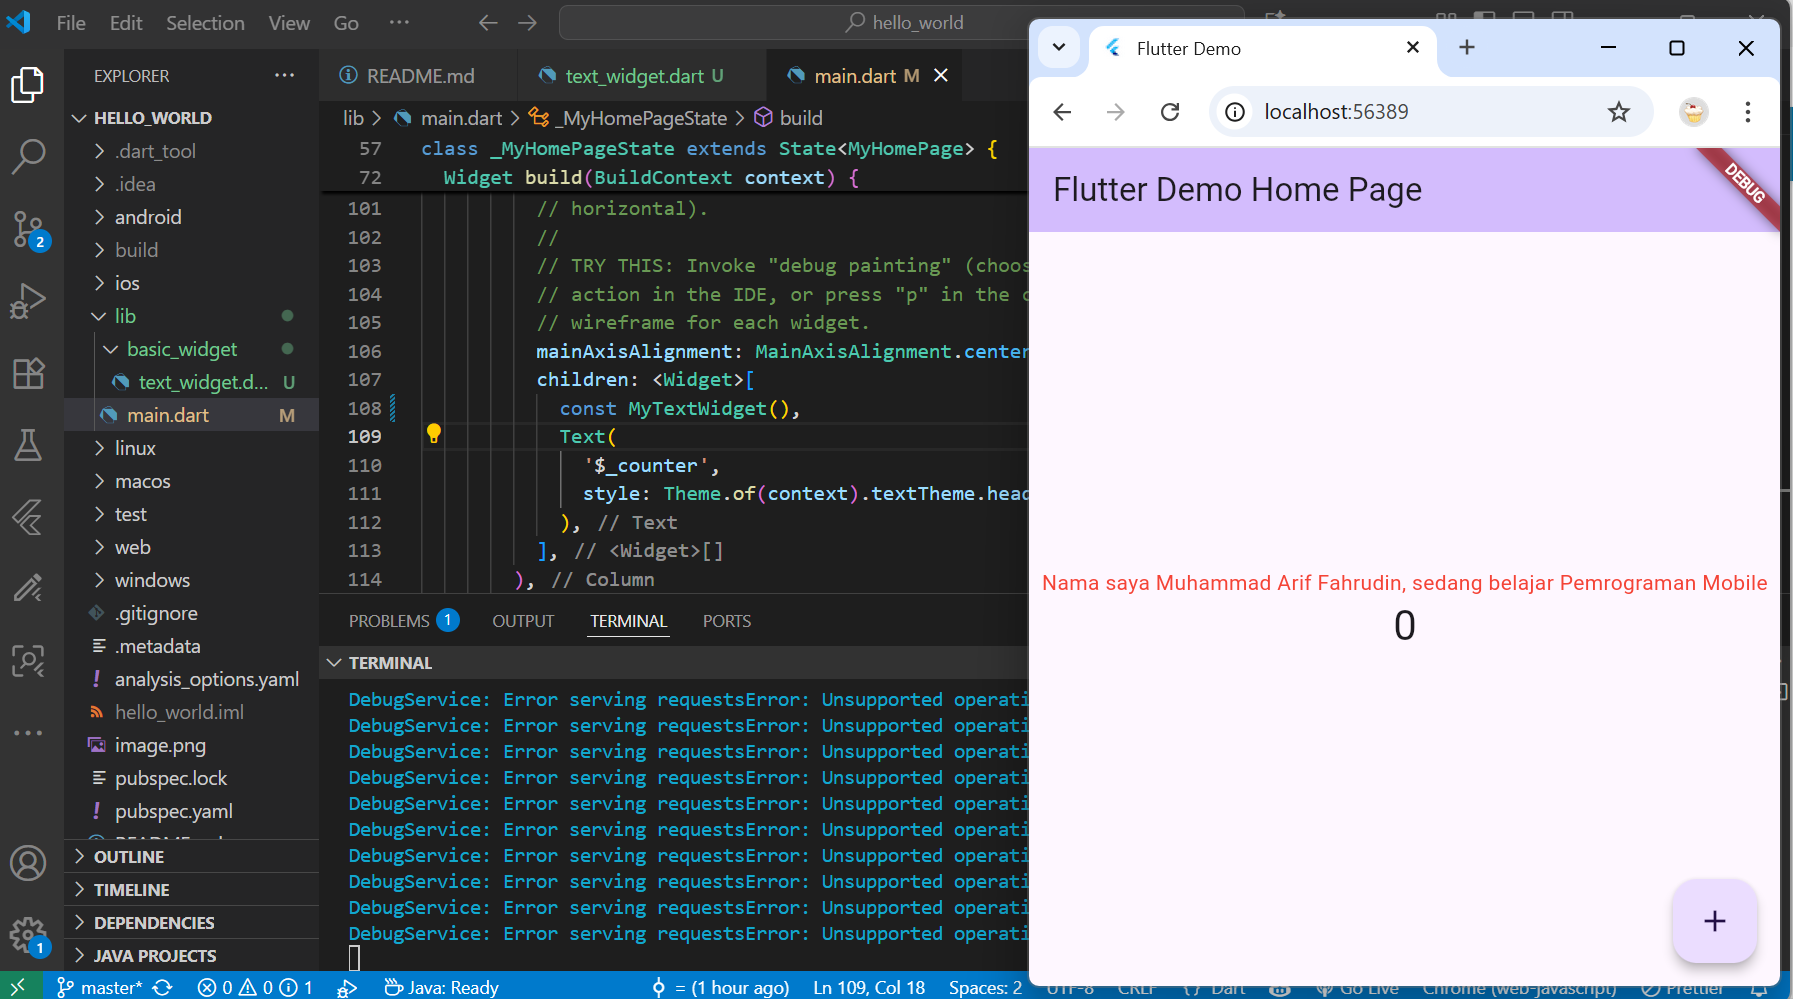 File Edit Selection View Go ··· hello_world
EXPLORER ···
HELLO_WORLD
.dart_tool
.idea
android
build
ios
lib
basic_widget
text_widget.d... U
main.dart M
linux
macos
test
web
windows
.gitignore
.metadata
analysis_options.yaml
hello_world.iml
image.png
pubspec.lock
pubspec.yaml
OUTLINE
TIMELINE
DEPENDENCIES
JAVA PROJECTS
2
1
README.md text_widget.dart U main.dart M
lib > main.dart > _MyHomePageState > build
57 class _MyHomePageState extends State<MyHomePage> {
72 Widget build(BuildContext context) {
101 // horizontal).
102 //
103 // TRY THIS: Invoke "debug painting" (choos
104 // action in the IDE, or press "p" in the c
105 // wireframe for each widget.
106 mainAxisAlignment: MainAxisAlignment.center
107 children: <Widget>[
108 const MyTextWidget(),
109 Text(
110 '$_counter',
111 style: Theme.of(context).textTheme.head
112 ), // Text
113 ], // <Widget>[]
114 ), // Column
PROBLEMS 1 OUTPUT TERMINAL PORTS
TERMINAL
DebugService: Error serving requestsError: Unsupported operati
DebugService: Error serving requestsError: Unsupported operati
DebugService: Error serving requestsError: Unsupported operati
DebugService: Error serving requestsError: Unsupported operati
DebugService: Error serving requestsError: Unsupported operati
DebugService: Error serving requestsError: Unsupported operati
DebugService: Error serving requestsError: Unsupported operati
DebugService: Error serving requestsError: Unsupported operati
DebugService: Error serving requestsError: Unsupported operati
DebugService: Error serving requestsError: Unsupported operati
master* 0 0 1 Java: Ready = (1 hour ago) Ln 109, Col 18 Spaces: 2 UTF-8 CRLF {} Dart Go Live Chrome (web-javascript) Prettier
Flutter Demo
localhost:56389
Flutter Demo Home Page
DEBUG
Nama saya Muhammad Arif Fahrudin, sedang belajar Pemrograman Mobile
0
+